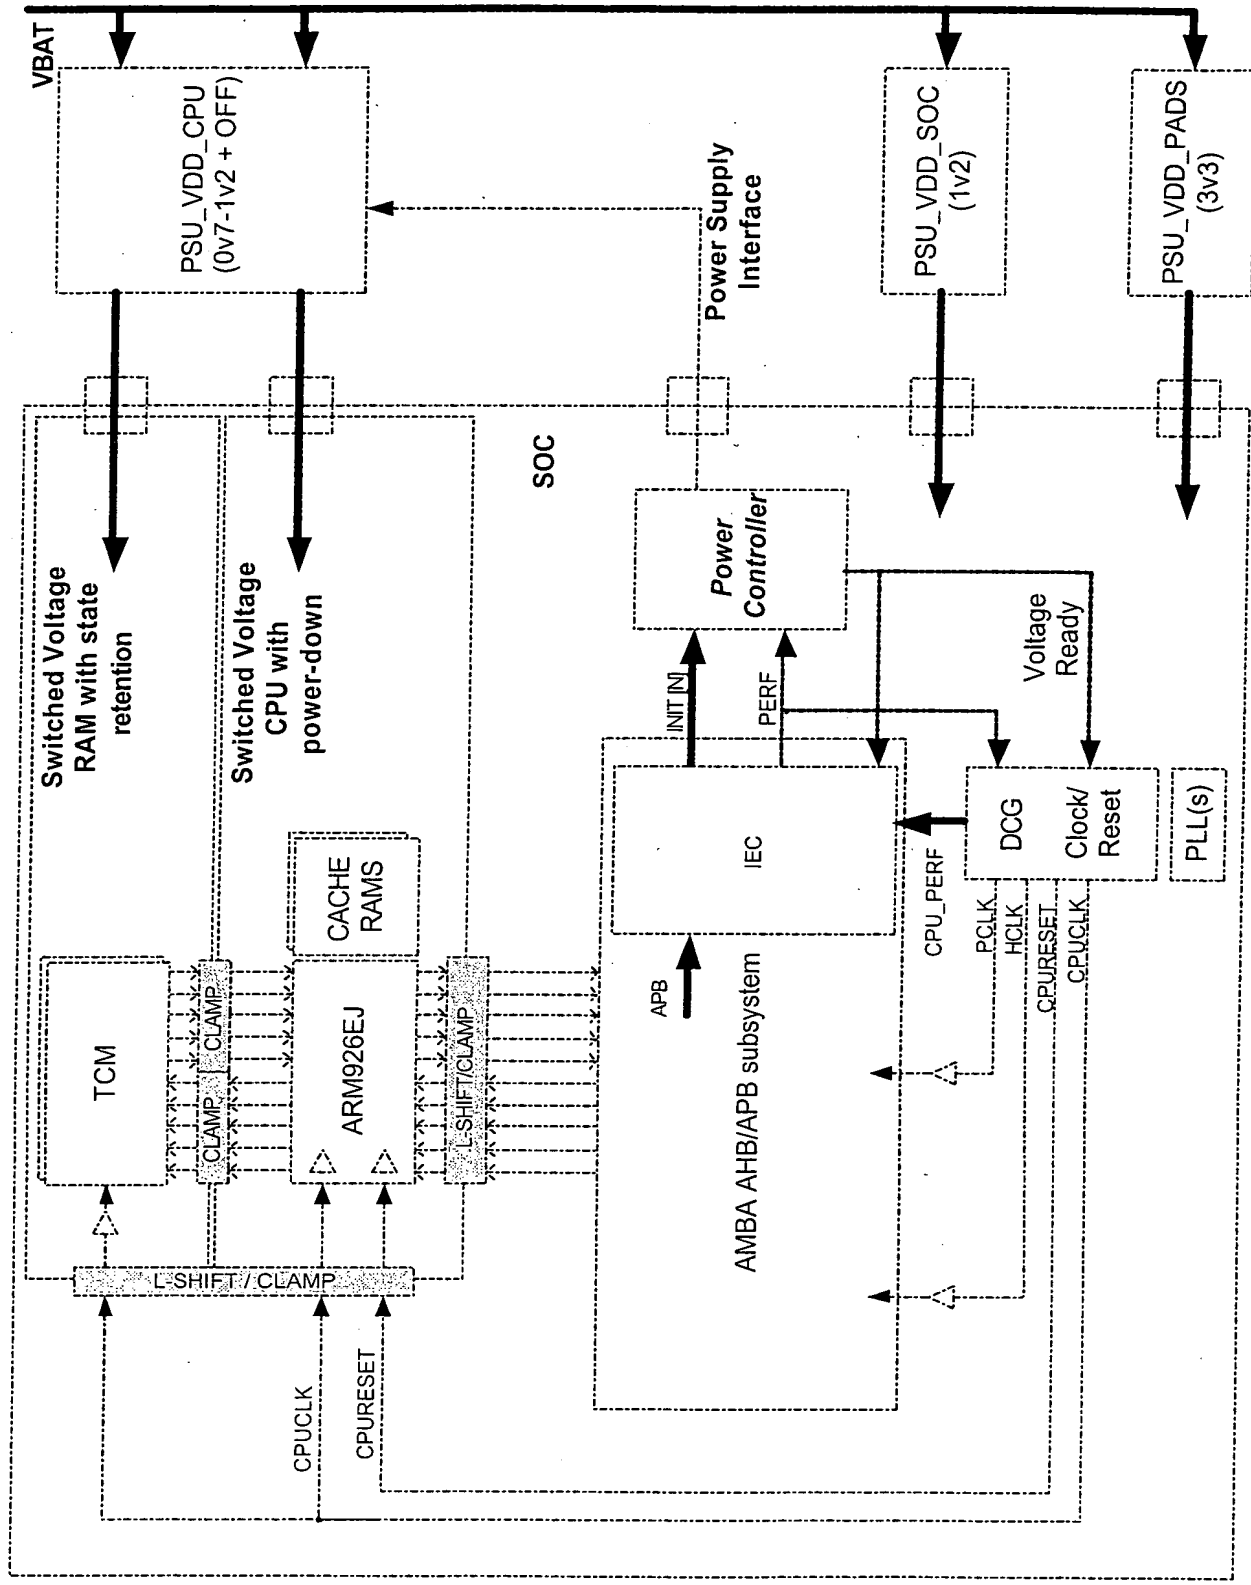 VBAT
PSU_VDD_CPU
(0v7-1v2 + OFF)
PSU_VDD_SOC
(1v2)
PSU_VDD_PADS
(3v3)
Power Supply
Interface
SOC
Switched Voltage
RAM with state
retention
Switched Voltage
CPU with
power-down
Power
Controller
INIT [N]
PERF
Voltage
Ready
TCM
CLAMP
CLAMP
ARM926EJ
CACHE
RAMS
L-SHIFT/CLAMP
L-SHIFT / CLAMP
IEC
APB
AMBA AHB/APB subsystem
CPU_PERF
DCG
Clock/
Reset
PLL(s)
PCLK
HCLK
CPURESET
CPUCLK
CPUCLK
CPURESET